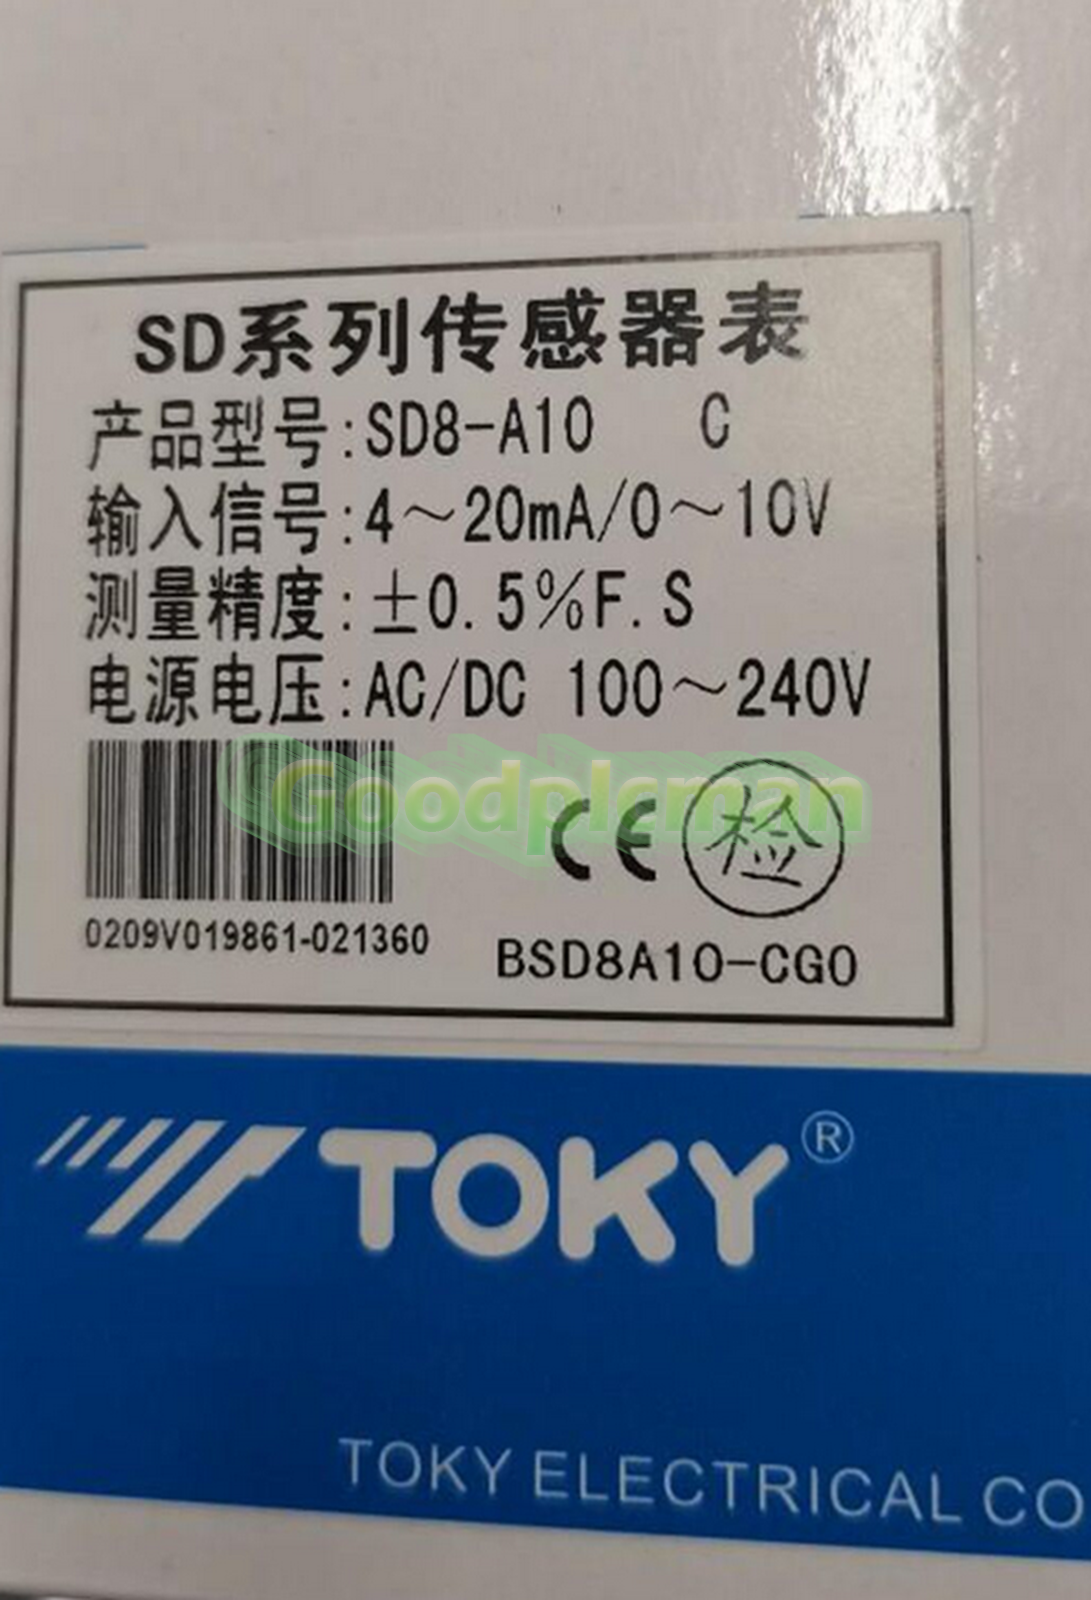 SD系列传感器表
产品型号:SD8-A10 C
输入信号:4～20mA/0～10V
测量精度:±0.5%F.S
电源电压:AC/DC 100～240V
Goodplcman
CE 检
0209V019861-021360
BSD8A10-CG0
TOKY®
TOKY ELECTRICAL CO